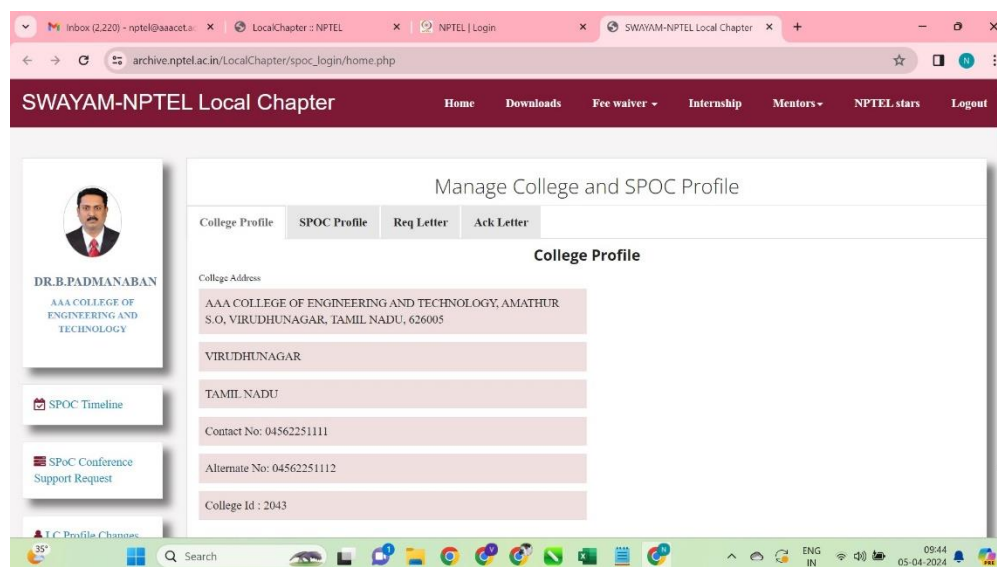 Inbox (2,220) - nptel@aaacet.a
LocalChapter :: NPTEL
NPTEL | Login
SWAYAM-NPTEL Local Chapter
archive.nptel.ac.in/LocalChapter/spoc_login/home.php
N
SWAYAM-NPTEL Local Chapter
Home Downloads Fee waiver Internship Mentors NPTEL stars Logout
Manage College and SPOC Profile
College Profile SPOC Profile Req Letter Ack Letter
College Profile
DR.B.PADMANABAN
AAA COLLEGE OF
ENGINEERING AND
TECHNOLOGY
SPOC Timeline
SPoC Conference
Support Request
LC Profile Changes
College Address
AAA COLLEGE OF ENGINEERING AND TECHNOLOGY, AMATHUR
S.O, VIRUDHUNAGAR, TAMIL NADU, 626005
VIRUDHUNAGAR
TAMIL NADU
Contact No: 04562251111
Alternate No: 04562251112
College Id : 2043
35°
Search
ENG
IN
09:44
05-04-2024
PRE